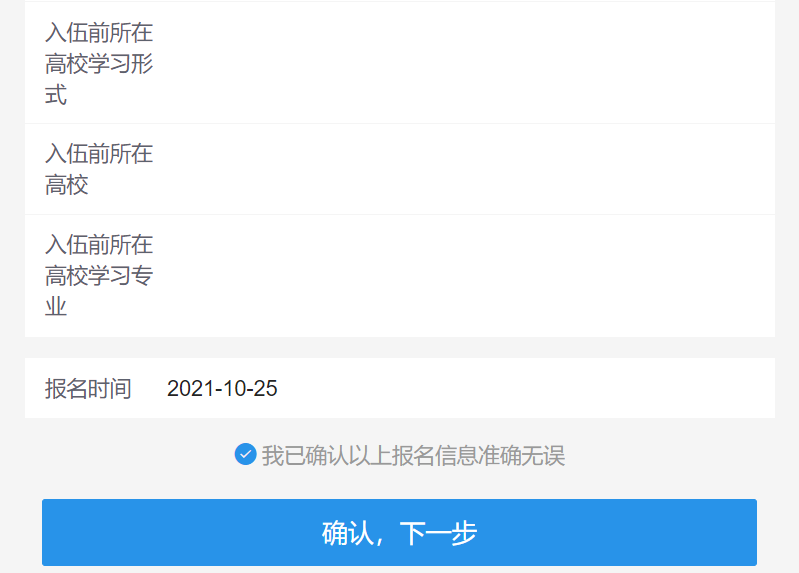 入伍前所在
高校学习形
式
入伍前所在
高校
入伍前所在
高校学习专
业
报名时间 2021-10-25
我已确认以上报名信息准确无误
确认，下一步